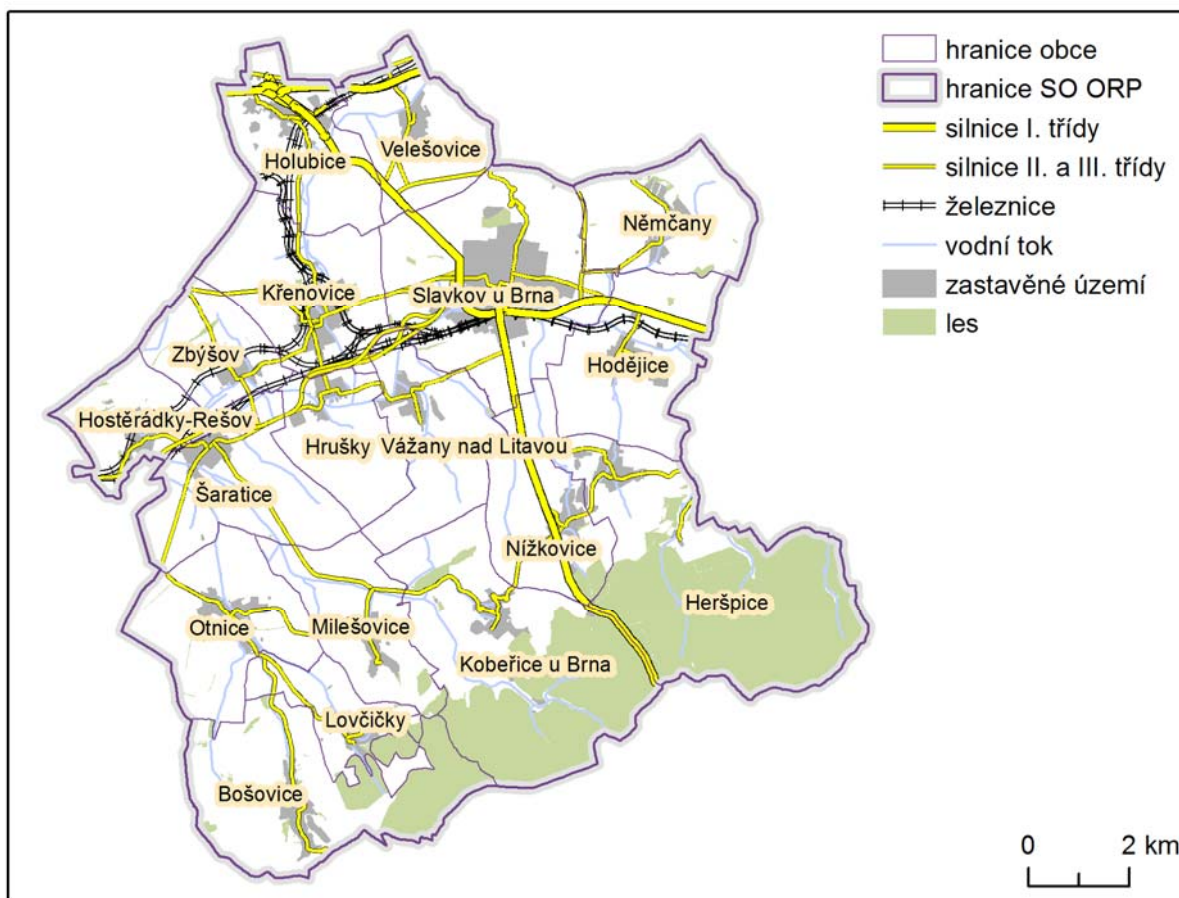 hranice obce
hranice SO ORP
silnice I. třídy
silnice II. a III. třídy
železnice
vodní tok
zastavěné území
les
Holubice
Velešovice
Němčany
Křenovice
Slavkov u Brna
Zbýšov
Hodějice
Hostěrádky-Rešov
Hrušky
Vážany nad Litavou
Šaratice
Nížkovice
Heršpice
Otnice
Milešovice
Kobeřice u Brna
Lovčičky
Bošovice
0 2 km